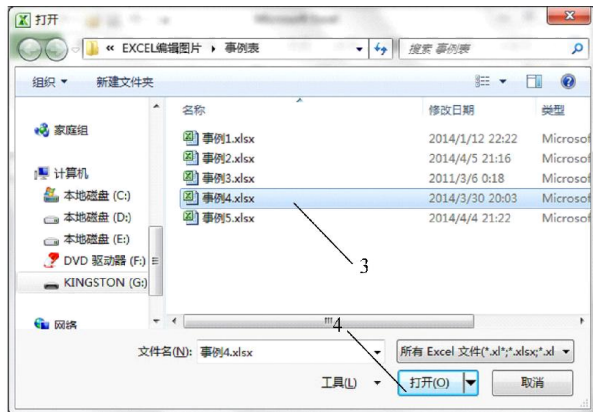 打开
Microsoft Excel
« EXCEL编辑图片 ▸ 事例表
搜索 事例表
组织 新建文件夹
名称 修改日期 类型
家庭组
计算机
本地磁盘 (C:)
本地磁盘 (D:)
本地磁盘 (E:)
DVD 驱动器 (F:)
KINGSTON (G:)
网络
事例1.xlsx 2014/1/12 22:22 Microsof
事例2.xlsx 2014/4/5 21:16 Microsof
事例3.xlsx 2011/3/6 0:18 Microsof
事例4.xlsx 2014/3/30 20:03 Microsof
事例5.xlsx 2014/4/4 21:22 Microsof
3
4
文件名(N): 事例4.xlsx
所有 Excel 文件(*.xl*;*.xlsx;*.xl
工具(L) 打开(O) 取消